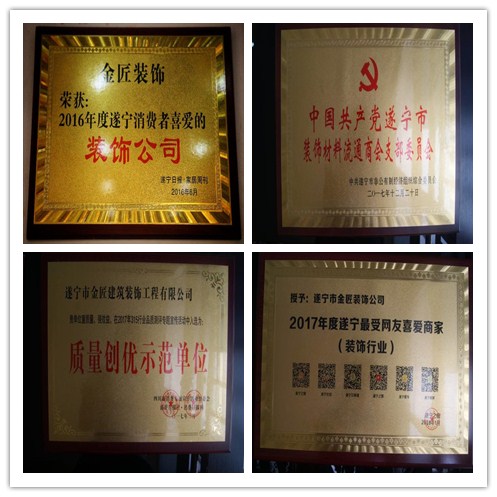 金匠装饰
荣获:
2016年度遂宁消费者喜爱的
装饰公司
遂宁日报·家居周刊
2016年6月
中国共产党遂宁市
装饰材料流通商会支部委员会
二〇一七年十二月二十日
遂宁市金匠建筑装饰工程有限公司
质量创优示范单位
授予：遂宁市金匠装饰公司
2017年度遂宁最受网友喜爱商家
（装饰行业）